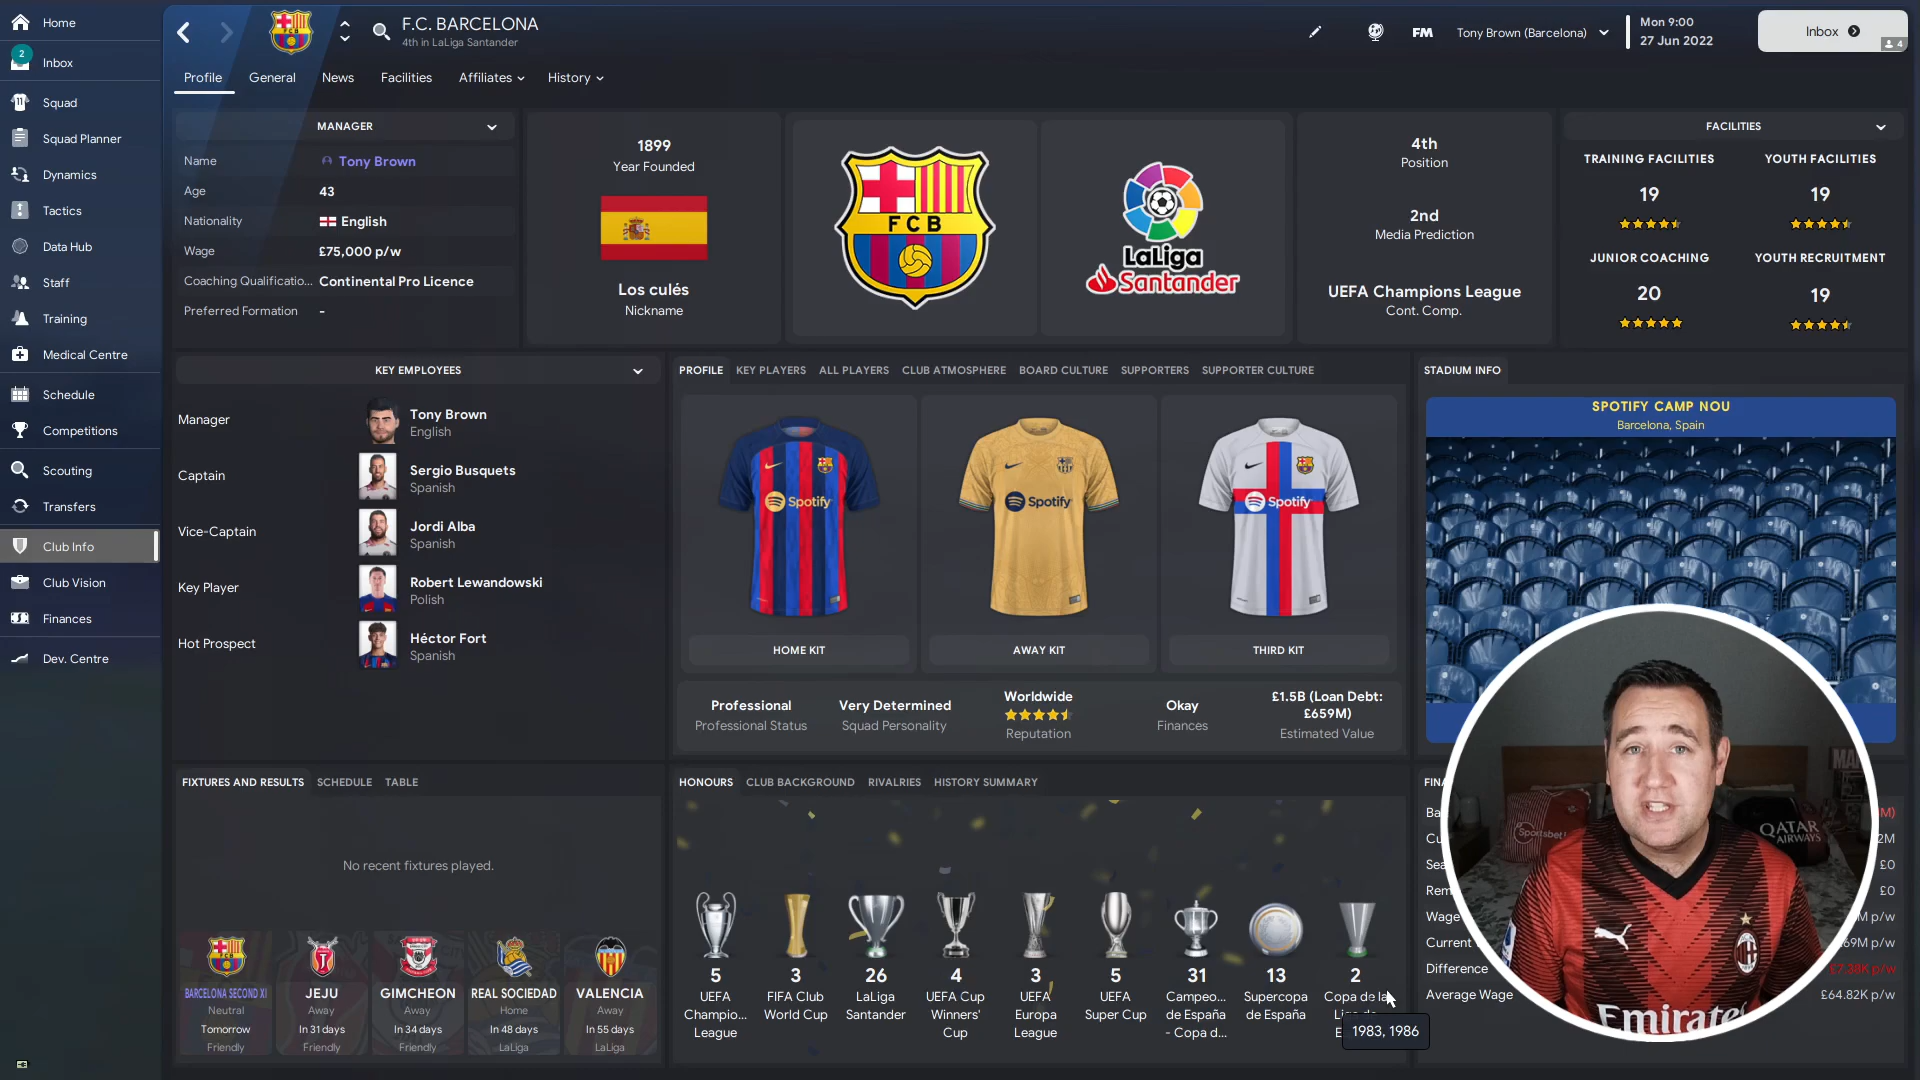 Home
2
Inbox
Squad
Squad Planner
Dynamics
Tactics
Data Hub
Staff
Training
Medical Centre
Schedule
Competitions
Scouting
Transfers
Club Info
Club Vision
Finances
Dev. Centre
F.C. BARCELONA
4th in LaLiga Santander
FM
Tony Brown (Barcelona)
Mon 9:00
27 Jun 2022
Inbox
4
Profile
General
News
Facilities
Affiliates
History
MANAGER
Name Tony Brown
Age 43
Nationality English
Wage £75,000 p/w
Coaching Qualificatio... Continental Pro Licence
Preferred Formation -
1899
Year Founded
Los culés
Nickname
FCB
LaLiga
Santander
4th
Position
2nd
Media Prediction
UEFA Champions League
Cont. Comp.
FACILITIES
TRAINING FACILITIES YOUTH FACILITIES
19 19
JUNIOR COACHING YOUTH RECRUITMENT
20 19
KEY EMPLOYEES
Manager
Tony Brown
English
Captain
Sergio Busquets
Spanish
Vice-Captain
Jordi Alba
Spanish
Key Player
Robert Lewandowski
Polish
Hot Prospect
Héctor Fort
Spanish
PROFILE KEY PLAYERS ALL PLAYERS CLUB ATMOSPHERE BOARD CULTURE SUPPORTERS SUPPORTER CULTURE
Spotify
Spotify
Spotify
HOME KIT
AWAY KIT
THIRD KIT
Professional
Professional Status
Very Determined
Squad Personality
Worldwide
Reputation
Okay
Finances
£1.5B (Loan Debt:
£659M)
Estimated Value
STADIUM INFO
SPOTIFY CAMP NOU
Barcelona, Spain
FIXTURES AND RESULTS SCHEDULE TABLE
No recent fixtures played.
BARCELONA SECOND XI
Neutral
Tomorrow
Friendly
JEJU
Away
In 31 days
Friendly
GIMCHEON
Away
In 34 days
Friendly
REAL SOCIEDAD
Home
In 48 days
LaLiga
VALENCIA
Away
In 55 days
LaLiga
HONOURS CLUB BACKGROUND RIVALRIES HISTORY SUMMARY
5
UEFA
Champio...
League
3
FIFA Club
World Cup
26
LaLiga
Santander
4
UEFA Cup
Winners'
Cup
3
UEFA
Europa
League
5
UEFA
Super Cup
31
Campeo...
de España
- Copa d...
13
Supercopa
de España
2
Copa de la
1983, 1986
£0
£0
Wage
Current
Difference £7.38K p/w
Average Wage £64.82K p/w
Sportsbet
QATAR
AIRWAYS
Emirate